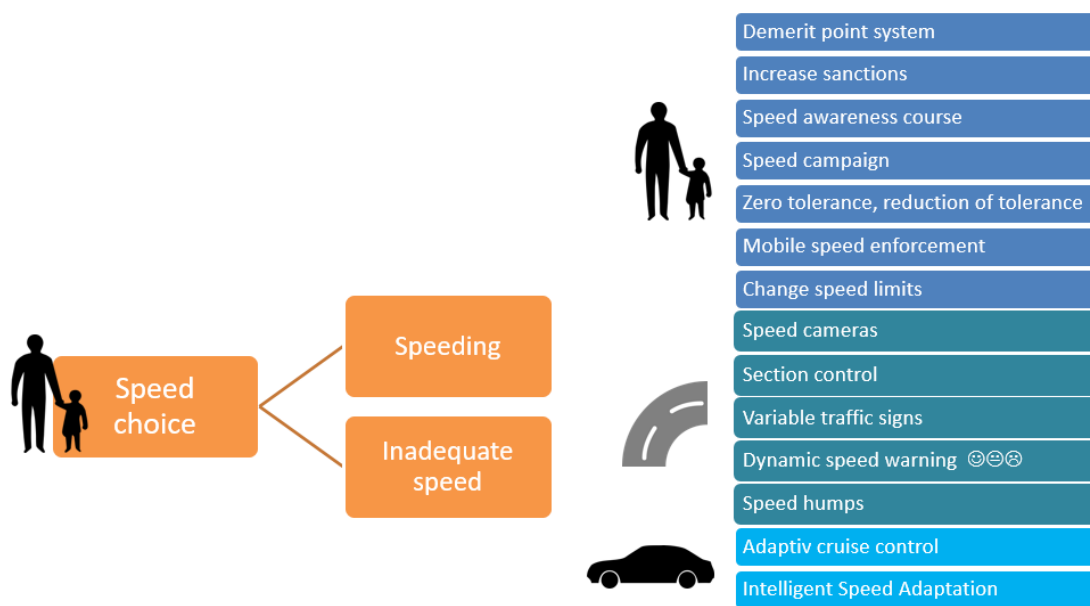 Speed
choice
Speeding
Inadequate
speed
Demerit point system
Increase sanctions
Speed awareness course
Speed campaign
Zero tolerance, reduction of tolerance
Mobile speed enforcement
Change speed limits
Speed cameras
Section control
Variable traffic signs
Dynamic speed warning ☺😐☹
Speed humps
Adaptiv cruise control
Intelligent Speed Adaptation